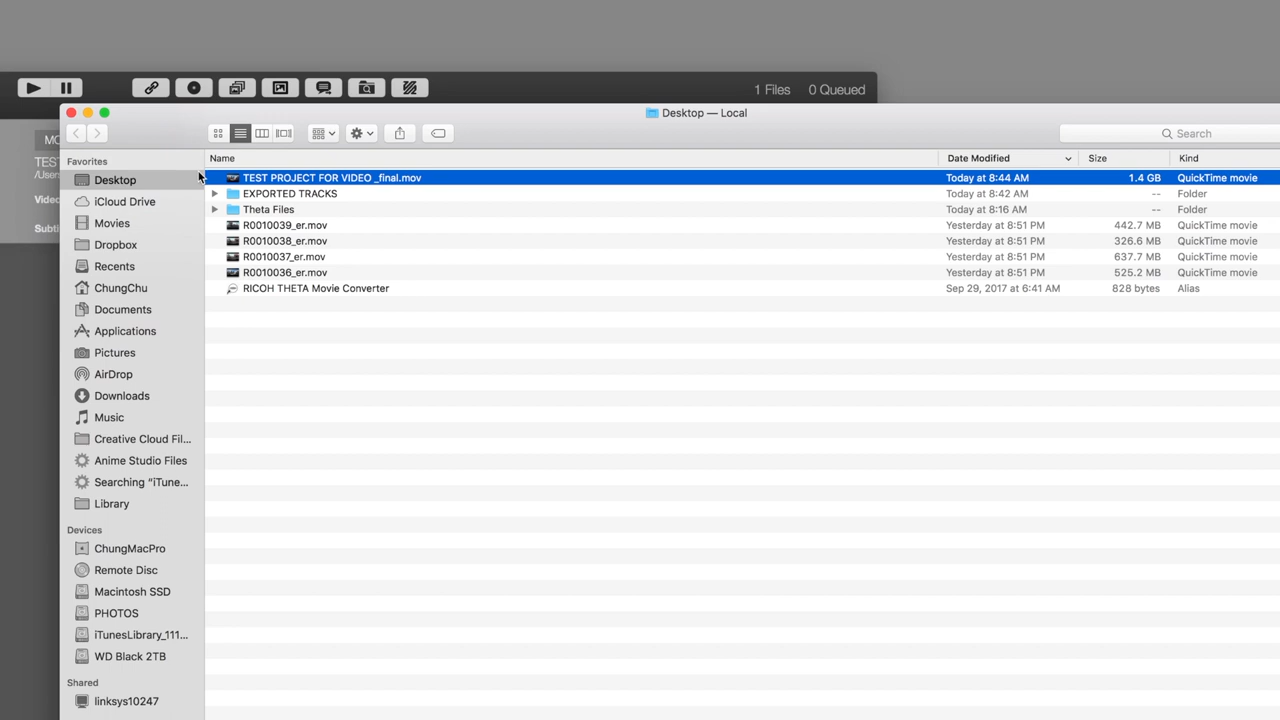 1 Files 0 Queued
Desktop — Local
Search
MO
TEST
/Users
Video
Subti
Favorites
Desktop
iCloud Drive
Movies
Dropbox
Recents
ChungChu
Documents
Applications
Pictures
AirDrop
Downloads
Music
Creative Cloud Fil...
Anime Studio Files
Searching “iTune...
Library
Devices
ChungMacPro
Remote Disc
Macintosh SSD
PHOTOS
iTunesLibrary_111...
WD Black 2TB
Shared
linksys10247
Name Date Modified Size Kind
TEST PROJECT FOR VIDEO _final.mov Today at 8:44 AM 1.4 GB QuickTime movie
EXPORTED TRACKS Today at 8:42 AM -- Folder
Theta Files Today at 8:16 AM -- Folder
R0010039_er.mov Yesterday at 8:51 PM 442.7 MB QuickTime movie
R0010038_er.mov Yesterday at 8:51 PM 326.6 MB QuickTime movie
R0010037_er.mov Yesterday at 8:51 PM 637.7 MB QuickTime movie
R0010036_er.mov Yesterday at 8:51 PM 525.2 MB QuickTime movie
RICOH THETA Movie Converter Sep 29, 2017 at 6:41 AM 828 bytes Alias